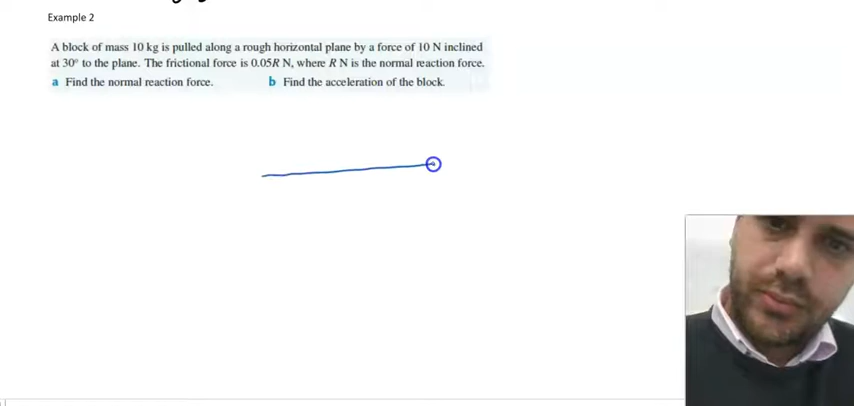 Example 2
A block of mass 10 kg is pulled along a rough horizontal plane by a force of 10 N inclined
at 30° to the plane. The frictional force is 0.05R N, where R N is the normal reaction force.
a Find the normal reaction force. b Find the acceleration of the block.